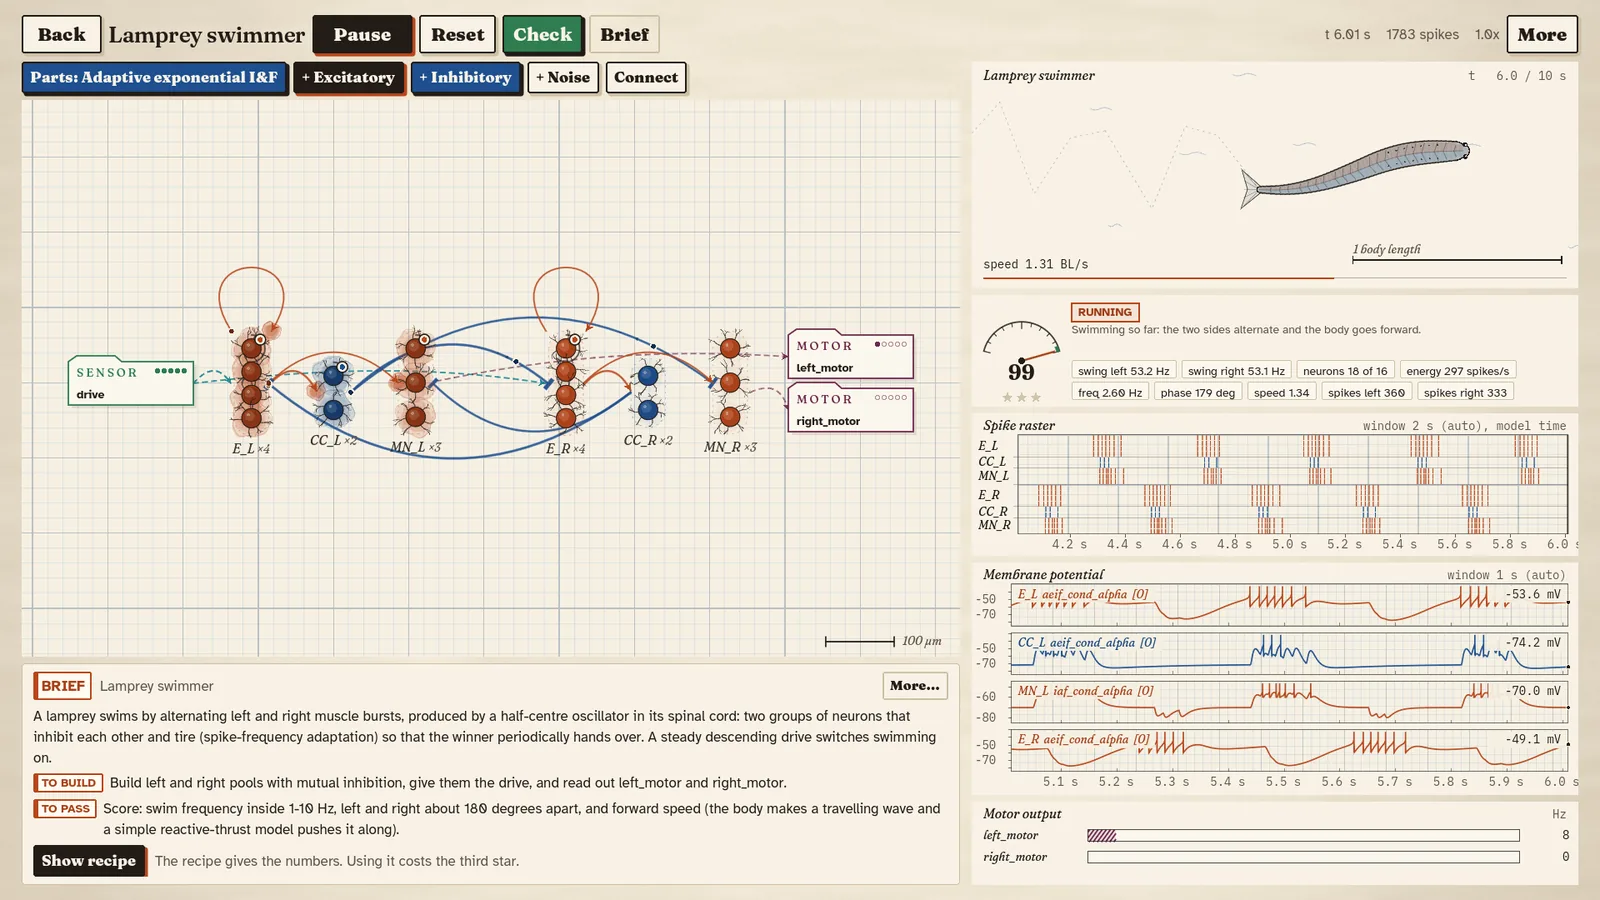 Back
Lamprey swimmer
Pause
Reset
Check
Brief
t 6.01 s
1783 spikes
1.0x
More
Parts: Adaptive exponential I&F
+ Excitatory
+ Inhibitory
+ Noise
Connect
SENSOR
drive
E_L ×4
CC_L ×2
MN_L ×3
E_R ×4
CC_R ×2
MN_R ×3
MOTOR
left_motor
MOTOR
right_motor
100 µm
BRIEF
Lamprey swimmer
More...
A lamprey swims by alternating left and right muscle bursts, produced by a half-centre oscillator in its spinal cord: two groups of neurons that
inhibit each other and tire (spike-frequency adaptation) so that the winner periodically hands over. A steady descending drive switches swimming
on.
TO BUILD
Build left and right pools with mutual inhibition, give them the drive, and read out left_motor and right_motor.
TO PASS
Score: swim frequency inside 1-10 Hz, left and right about 180 degrees apart, and forward speed (the body makes a travelling wave and
a simple reactive-thrust model pushes it along).
Show recipe
The recipe gives the numbers. Using it costs the third star.
Lamprey swimmer
t 6.0 / 10 s
1 body length
speed 1.31 BL/s
RUNNING
Swimming so far: the two sides alternate and the body goes forward.
99
swing left 53.2 Hz
swing right 53.1 Hz
neurons 18 of 16
energy 297 spikes/s
freq 2.60 Hz
phase 179 deg
speed 1.34
spikes left 360
spikes right 333
Spike raster
window 2 s (auto), model time
E_L
CC_L
MN_L
E_R
CC_R
MN_R
4.2 s
4.4 s
4.6 s
4.8 s
5.0 s
5.2 s
5.4 s
5.6 s
5.8 s
6.0 s
Membrane potential
window 1 s (auto)
-50
-70
E_L aeif_cond_alpha [0]
-53.6 mV
-50
-70
CC_L aeif_cond_alpha [0]
-74.2 mV
-60
-80
MN_L iaf_cond_alpha [0]
-70.0 mV
-50
-70
E_R aeif_cond_alpha [0]
-49.1 mV
5.1 s
5.2 s
5.3 s
5.4 s
5.5 s
5.6 s
5.7 s
5.8 s
5.9 s
6.0 s
Motor output
Hz
left_motor
8
right_motor
0